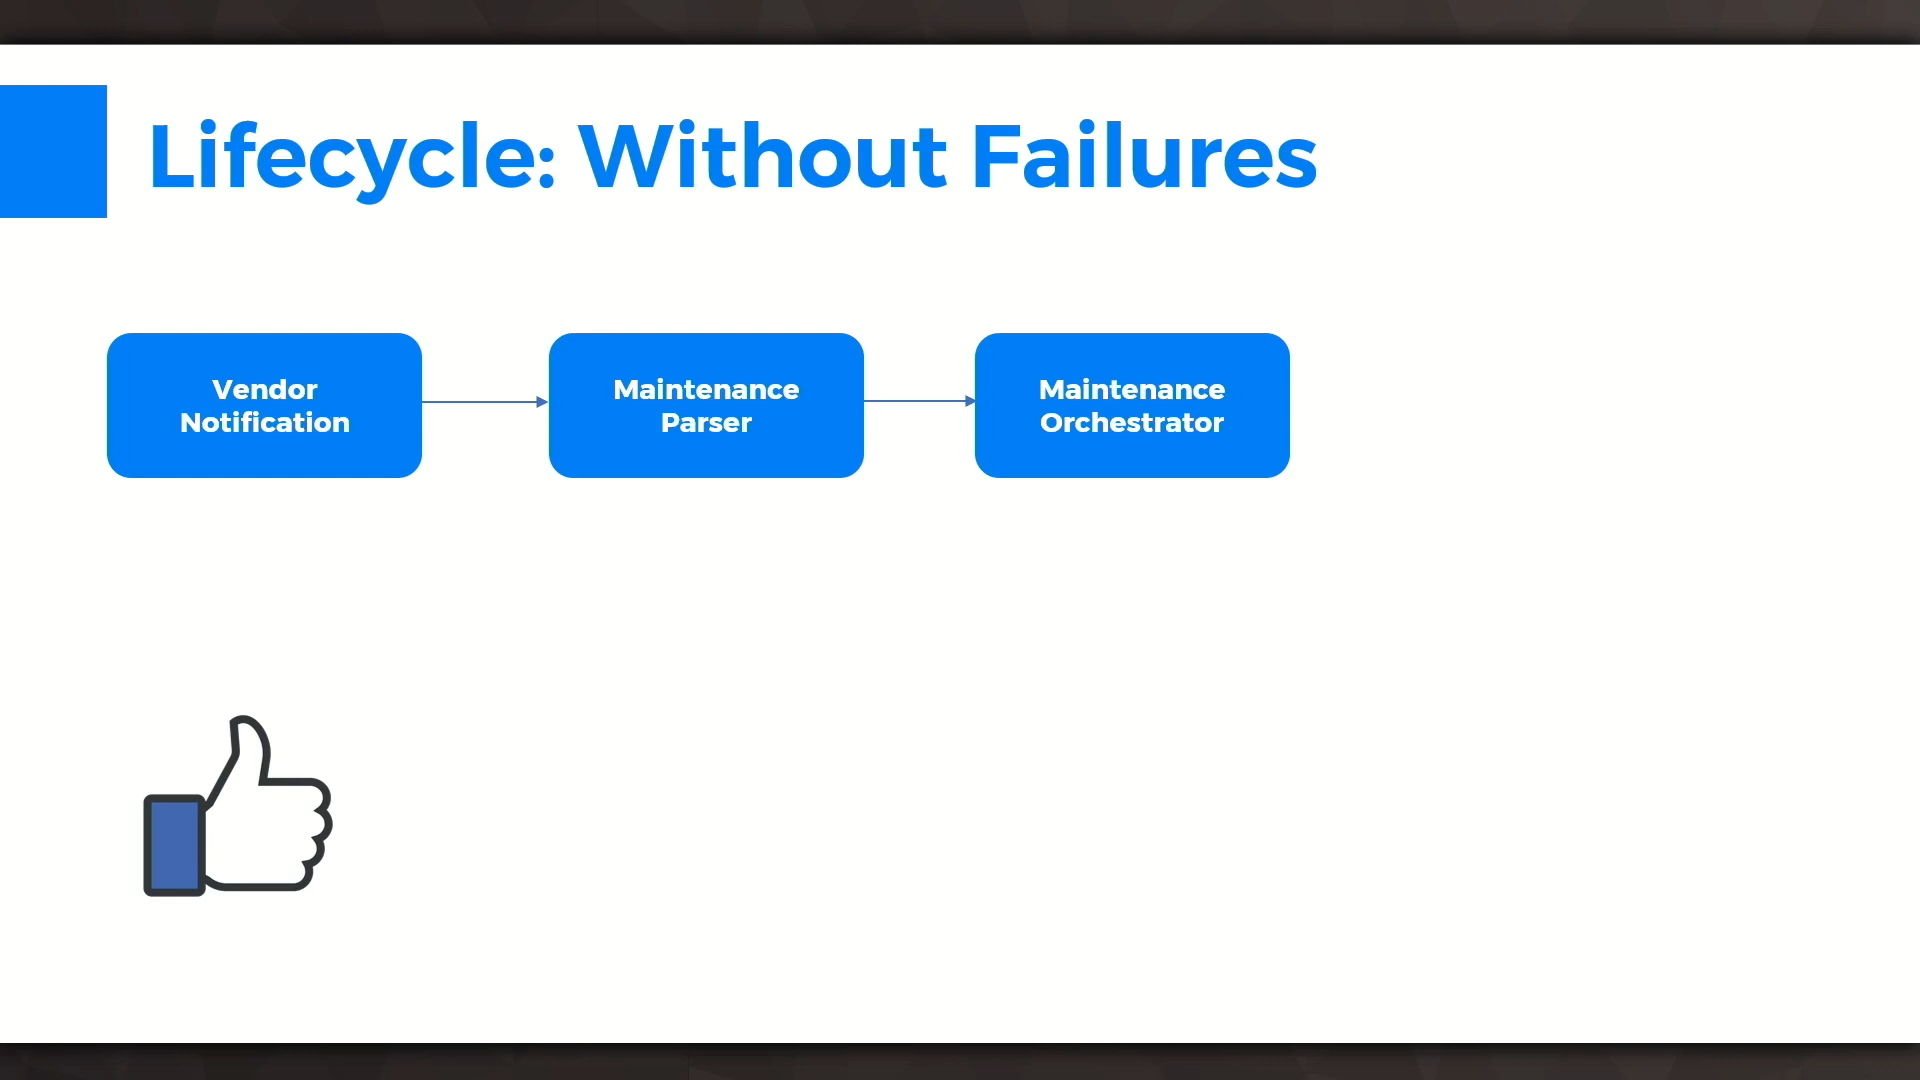 Lifecycle: Without Failures
Vendor
Notification
Maintenance
Parser
Maintenance
Orchestrator